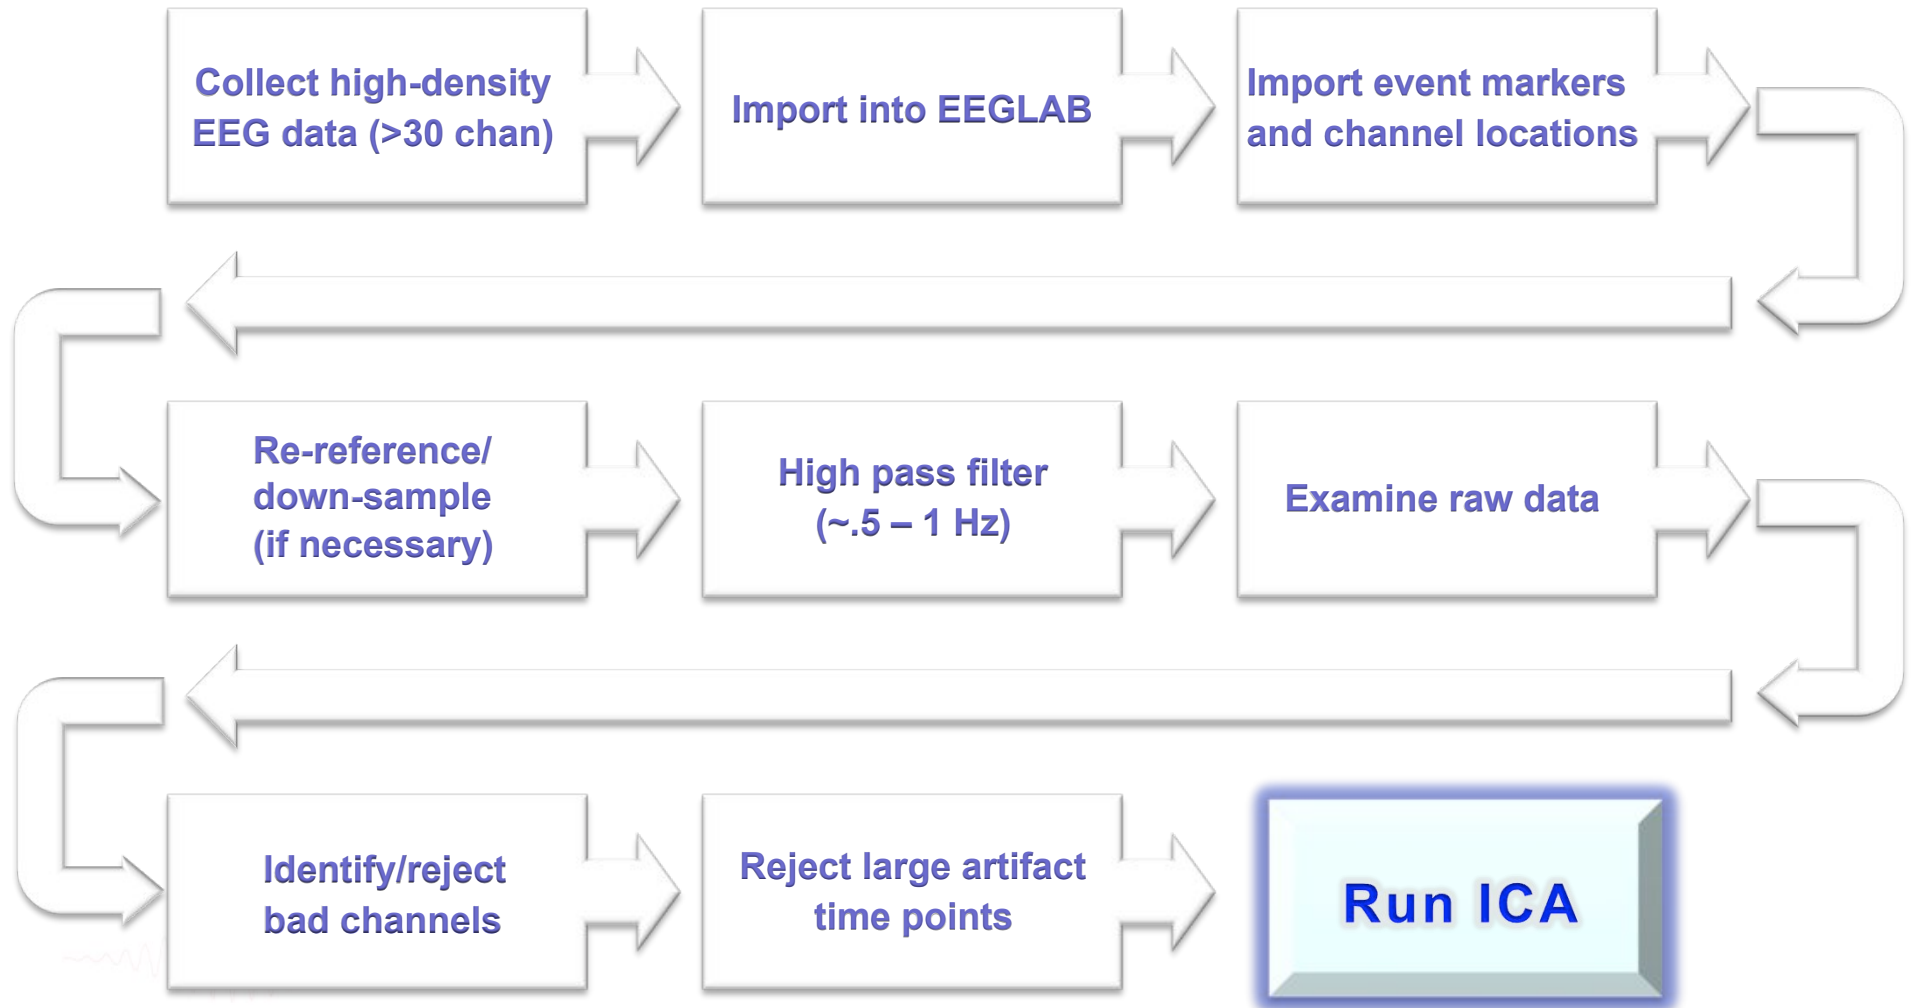 Collect high-density
EEG data (>30 chan)
Import into EEGLAB
Import event markers
and channel locations
Re-reference/
down-sample
(if necessary)
High pass filter
(~.5 – 1 Hz)
Examine raw data
Identify/reject
bad channels
Reject large artifact
time points
Run ICA